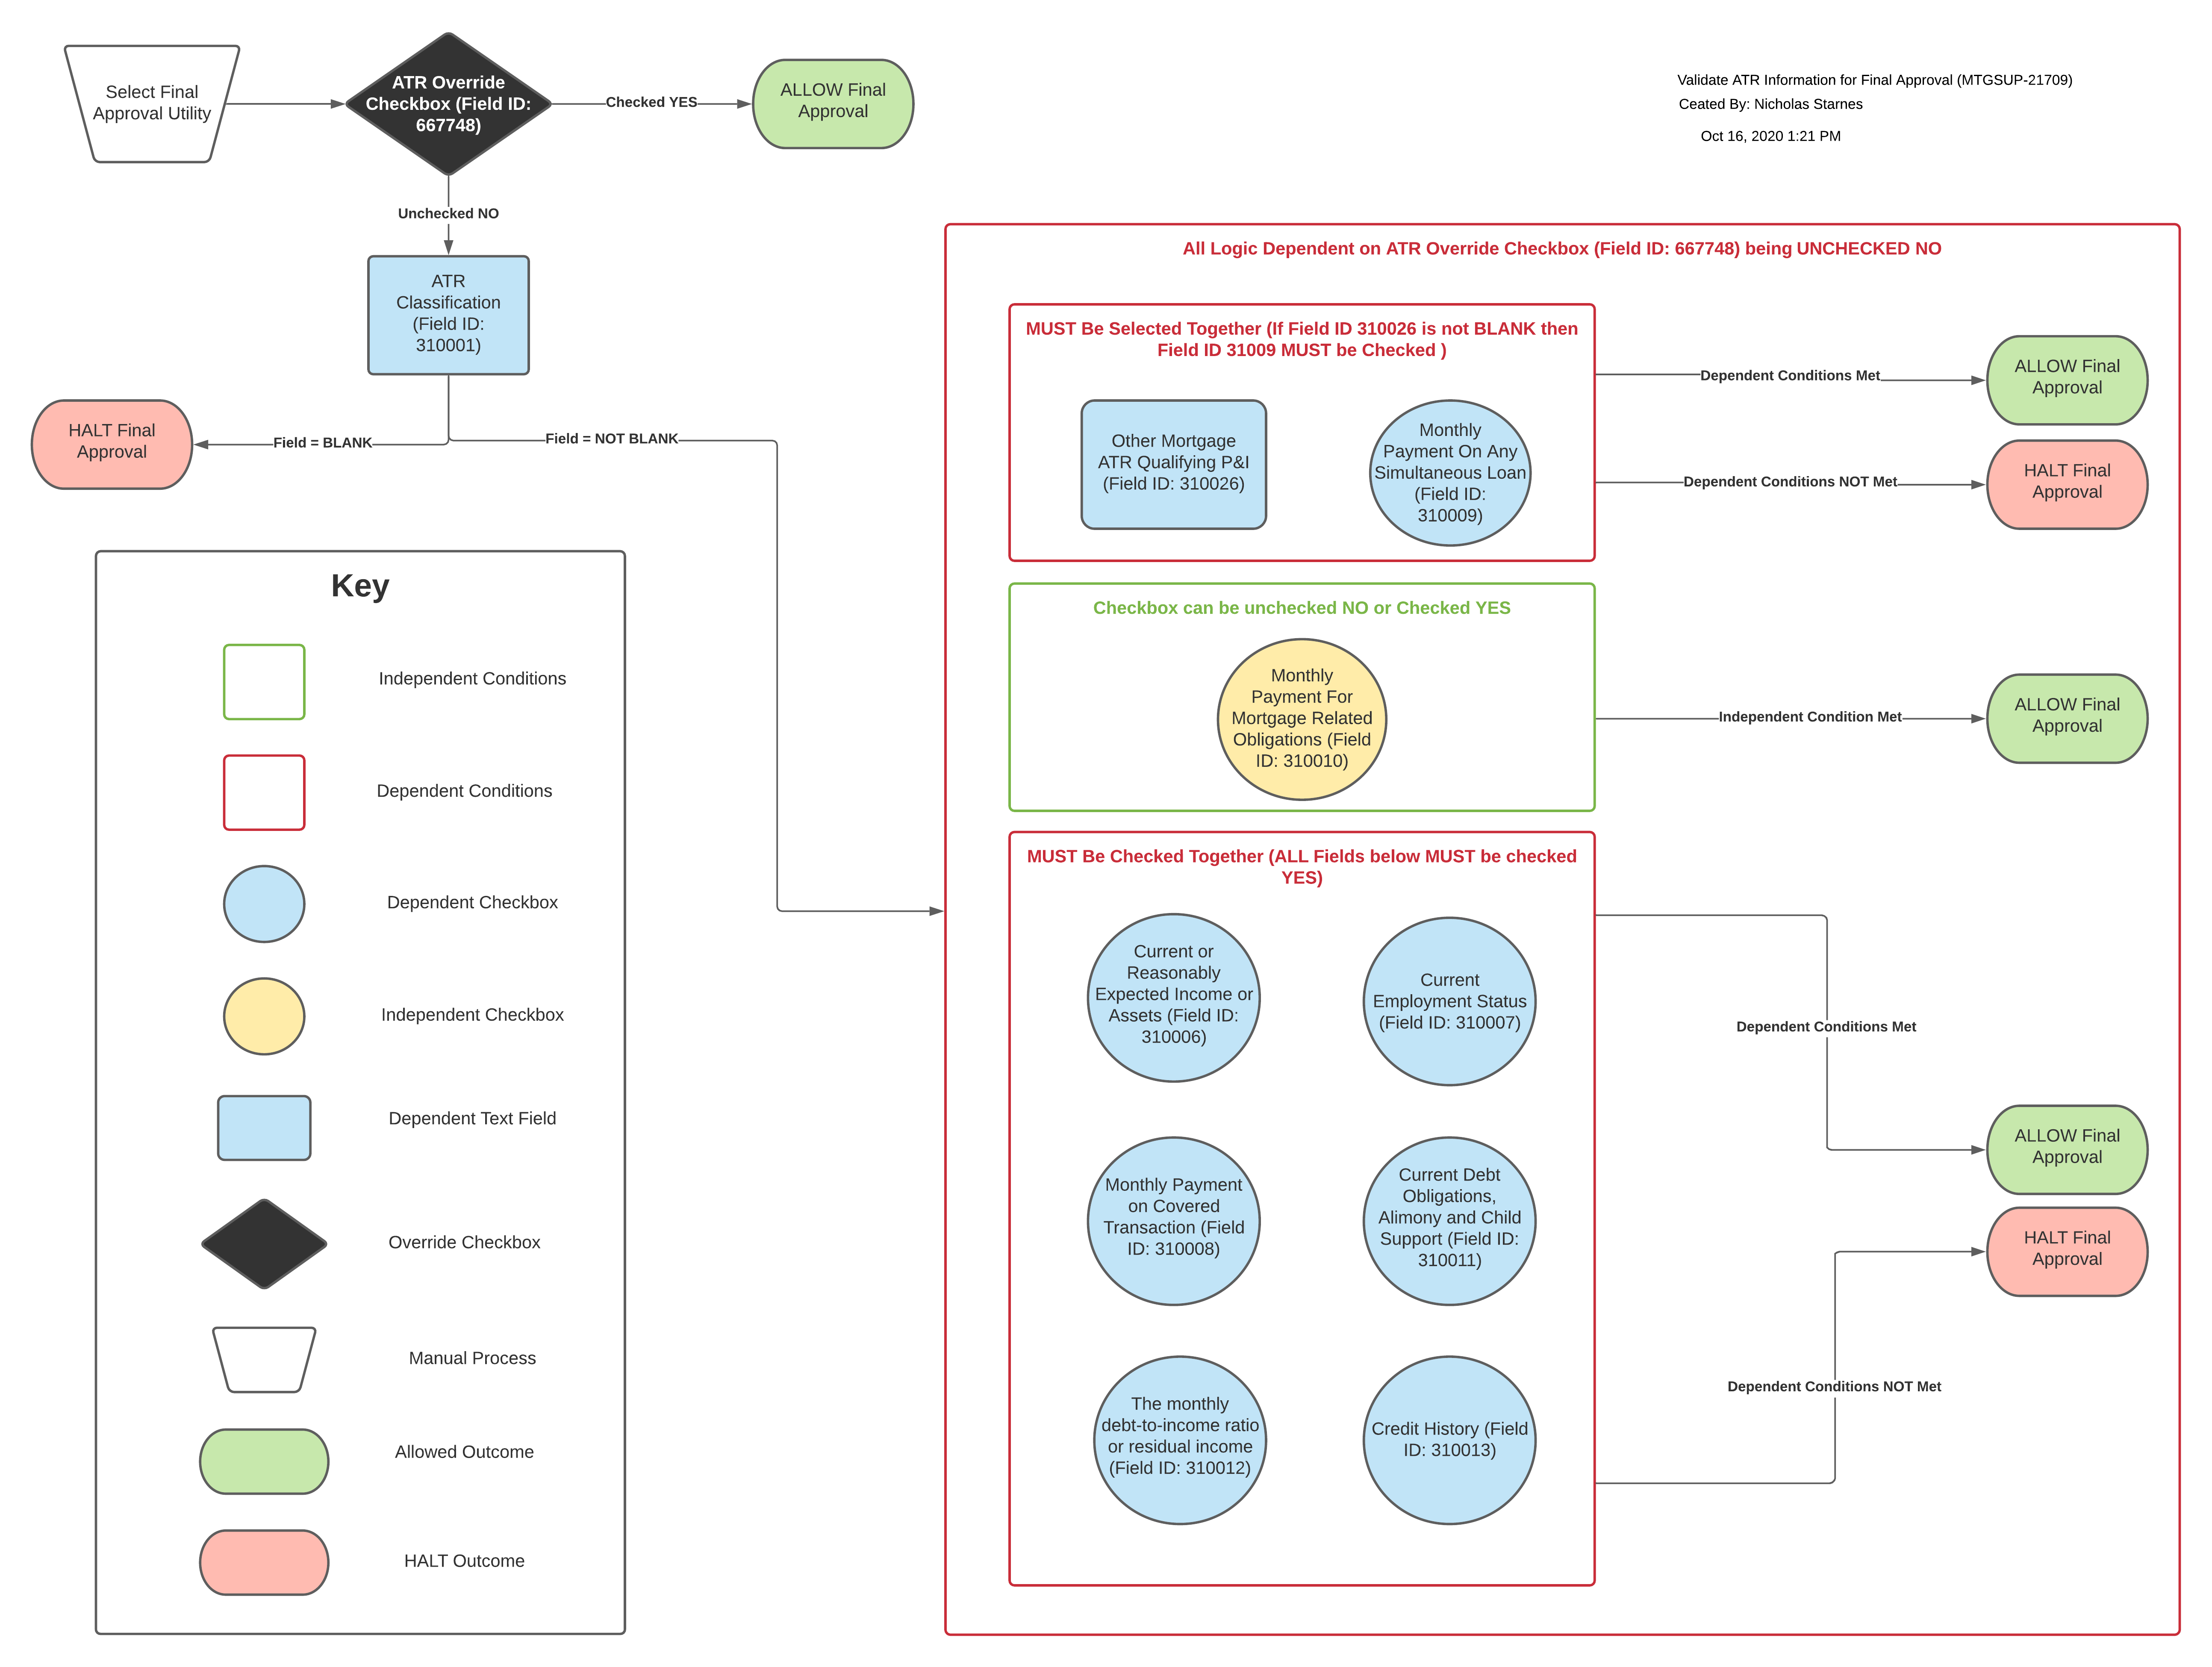 Select Final
Approval Utility
ATR Override
Checkbox (Field ID:
667748)
Checked YES
ALLOW Final
Approval
Validate ATR Information for Final Approval (MTGSUP-21709)
Ceated By: Nicholas Starnes
Oct 16, 2020 1:21 PM
Unchecked NO
ATR
Classification
(Field ID:
310001)
HALT Final
Approval
Field = BLANK
Field = NOT BLANK
Key
Independent Conditions
Dependent Conditions
Dependent Checkbox
Independent Checkbox
Dependent Text Field
Override Checkbox
Manual Process
Allowed Outcome
HALT Outcome
All Logic Dependent on ATR Override Checkbox (Field ID: 667748) being UNCHECKED NO
MUST Be Selected Together (If Field ID 310026 is not BLANK then
Field ID 31009 MUST be Checked )
Other Mortgage
ATR Qualifying P&I
(Field ID: 310026)
Monthly
Payment On Any
Simultaneous Loan
(Field ID:
310009)
Dependent Conditions Met
ALLOW Final
Approval
Dependent Conditions NOT Met
HALT Final
Approval
Checkbox can be unchecked NO or Checked YES
Monthly
Payment For
Mortgage Related
Obligations (Field
ID: 310010)
Independent Condition Met
ALLOW Final
Approval
MUST Be Checked Together (ALL Fields below MUST be checked
YES)
Current or
Reasonably
Expected Income or
Assets (Field ID:
310006)
Current
Employment Status
(Field ID: 310007)
Monthly Payment
on Covered
Transaction (Field
ID: 310008)
Current Debt
Obligations,
Alimony and Child
Support (Field ID:
310011)
The monthly
debt-to-income ratio
or residual income
(Field ID: 310012)
Credit History (Field
ID: 310013)
Dependent Conditions Met
ALLOW Final
Approval
HALT Final
Approval
Dependent Conditions NOT Met